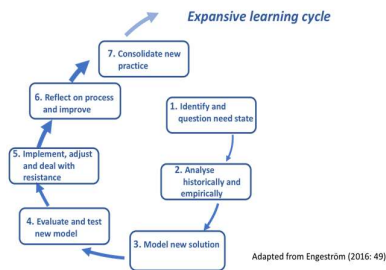 Expansive learning cycle
7. Consolidate new
practice
6. Reflect on process
and improve
1. Identify and
question need state
5. Implement, adjust
and deal with
resistance
2. Analyse
historically and
empirically
4. Evaluate and test
new model
3. Model new solution
Adapted from Engeström (2016: 49)